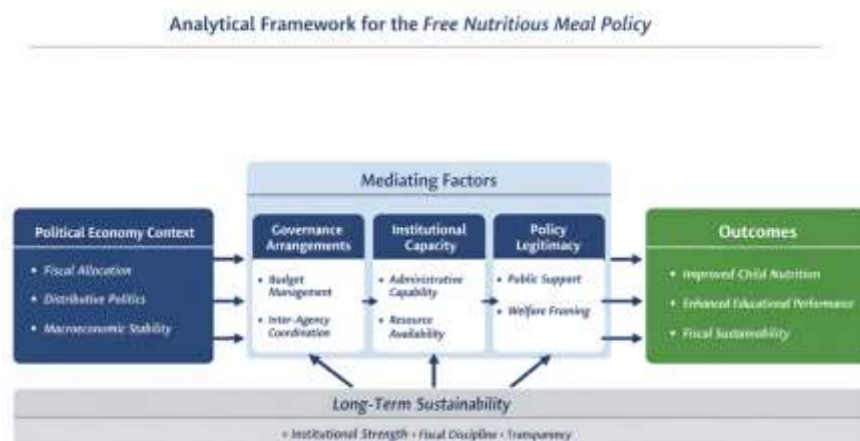 Analytical Framework for the Free Nutritious Meal Policy
Mediating Factors
Political Economy Context
• Fiscal Allocation
• Distributive Politics
• Macroeconomic Stability
Governance
Arrangements
• Budget
Management
• Inter-Agency
Coordination
Institutional
Capacity
• Administrative
Capability
• Resource
Availability
Policy
Legitimacy
• Public Support
• Welfare Framing
Outcomes
• Improved Child Nutrition
• Enhanced Educational Performance
• Fiscal Sustainability
Long-Term Sustainability
• Institutional Strength • Fiscal Discipline • Transparency